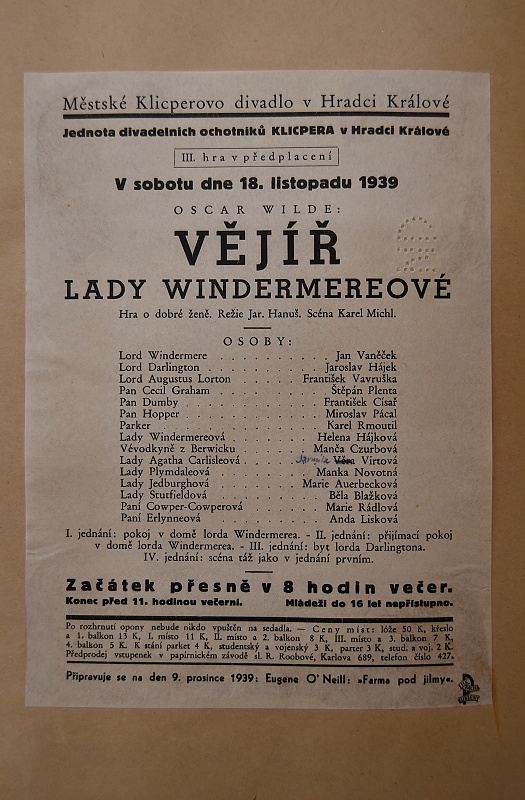 Městské Klicperovo divadlo v Hradci Králové
Jednota divadelních ochotníků KLICPERA v Hradci Králové
III. hra v předplacení
V sobotu dne 18. listopadu 1939
OSCAR WILDE:
VĚJÍŘ
LADY WINDERMEREOVÉ
Hra o dobré ženě. Režie Jar. Hanuš. Scéna Karel Michl.
OSOBY:
Lord Windermere . . . . . . . . . . Jan Vaněček
Lord Darlington . . . . . . . . . Jaroslav Hájek
Lord Augustus Lorton . . . . . . František Vavruška
Pan Cecil Graham . . . . . . . . . Štěpán Plenta
Pan Dumby . . . . . . . . . . František Císař
Pan Hopper . . . . . . . . . . Miroslav Pácal
Parker . . . . . . . . . . . . Karel Rmoutil
Lady Windermereová . . . . . . . Helena Hájková
Vévodkyně z Berwicku . . . . . . Manča Czurbová
Lady Agatha Carlisleová . . . . . Věra Virtová
Lady Plymdaleová . . . . . . . . Manka Novotná
Lady Jedburghová . . . . . . . Marie Auerbecková
Lady Stutfieldová . . . . . . . . Běla Blažková
Paní Cowper-Cowperová . . . . . . Marie Rádlová
Paní Erlynneová . . . . . . . . . Anda Lisková
I. jednání: pokoj v domě lorda Windermerea. - II. jednání: přijímací pokoj
v domě lorda Windermerea. - III. jednání: byt lorda Darlingtona.
IV. jednání: scéna táž jako v jednání prvním.
Začátek přesně v 8 hodin večer.
Konec před 11. hodinou večerní. Mládeži do 16 let nepřístupno.
Po rozhrnutí opony nebude nikdo vpuštěn na sedadla. — Ceny míst: lóže 50 K, křeslo
a 1. balkon 13 K, I. místo 11 K, II. místo a 2. balkon 8 K, III. místo a 3. balkon 7 K,
4. balkon 5 K. K stání parket 4 K, studentský a vojenský 3 K, parter 3 K, stud. a voj. 2 K.
Předprodej vstupenek v papírnickém závodě sl. R. Roobové, Karlova 689, telefon číslo 427.
Připravuje se na den 9. prosince 1939: Eugene O'Neill: »Farma pod jilmy«.